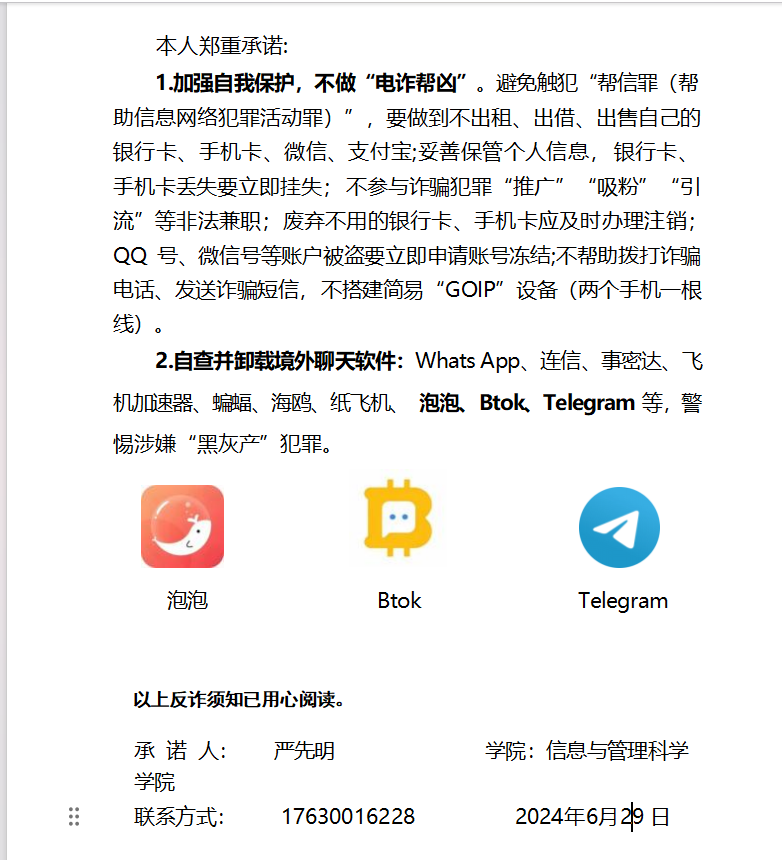 本人郑重承诺:
1.加强自我保护，不做“电诈帮凶”。避免触犯“帮信罪（帮
助信息网络犯罪活动罪）”，要做到不出租、出借、出售自己的
银行卡、手机卡、微信、支付宝;妥善保管个人信息，银行卡、
手机卡丢失要立即挂失；不参与诈骗犯罪“推广”“吸粉”“引
流”等非法兼职；废弃不用的银行卡、手机卡应及时办理注销；
QQ 号、微信号等账户被盗要立即申请账号冻结;不帮助拨打诈骗
电话、发送诈骗短信，不搭建简易“GOIP”设备（两个手机一根
线）。
2.自查并卸载境外聊天软件：Whats App、连信、事密达、飞
机加速器、蝙蝠、海鸥、纸飞机、 泡泡、Btok、Telegram 等，警
惕涉嫌“黑灰产”犯罪。
泡泡 Btok Telegram
以上反诈须知已用心阅读。
承 诺 人： 严先明 学院：信息与管理科学
学院
联系方式： 17630016228 2024年6月29 日